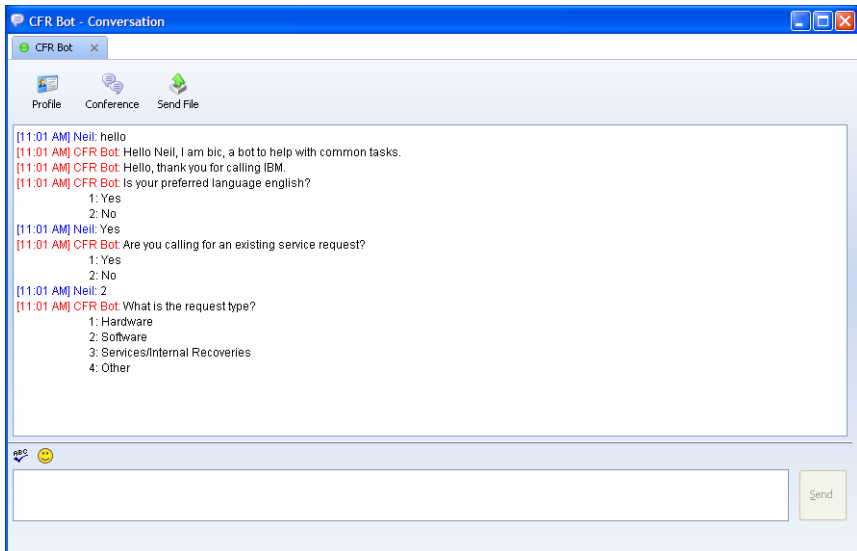 CFR Bot - Conversation
CFR Bot
Profile Conference Send File
[11:01 AM] Neil: hello
[11:01 AM] CFR Bot: Hello Neil, I am bic, a bot to help with common tasks.
[11:01 AM] CFR Bot: Hello, thank you for calling IBM.
[11:01 AM] CFR Bot: Is your preferred language english?
1: Yes
2: No
[11:01 AM] Neil: Yes
[11:01 AM] CFR Bot: Are you calling for an existing service request?
1: Yes
2: No
[11:01 AM] Neil: 2
[11:01 AM] CFR Bot: What is the request type?
1: Hardware
2: Software
3: Services/Internal Recoveries
4: Other
ABC
Send